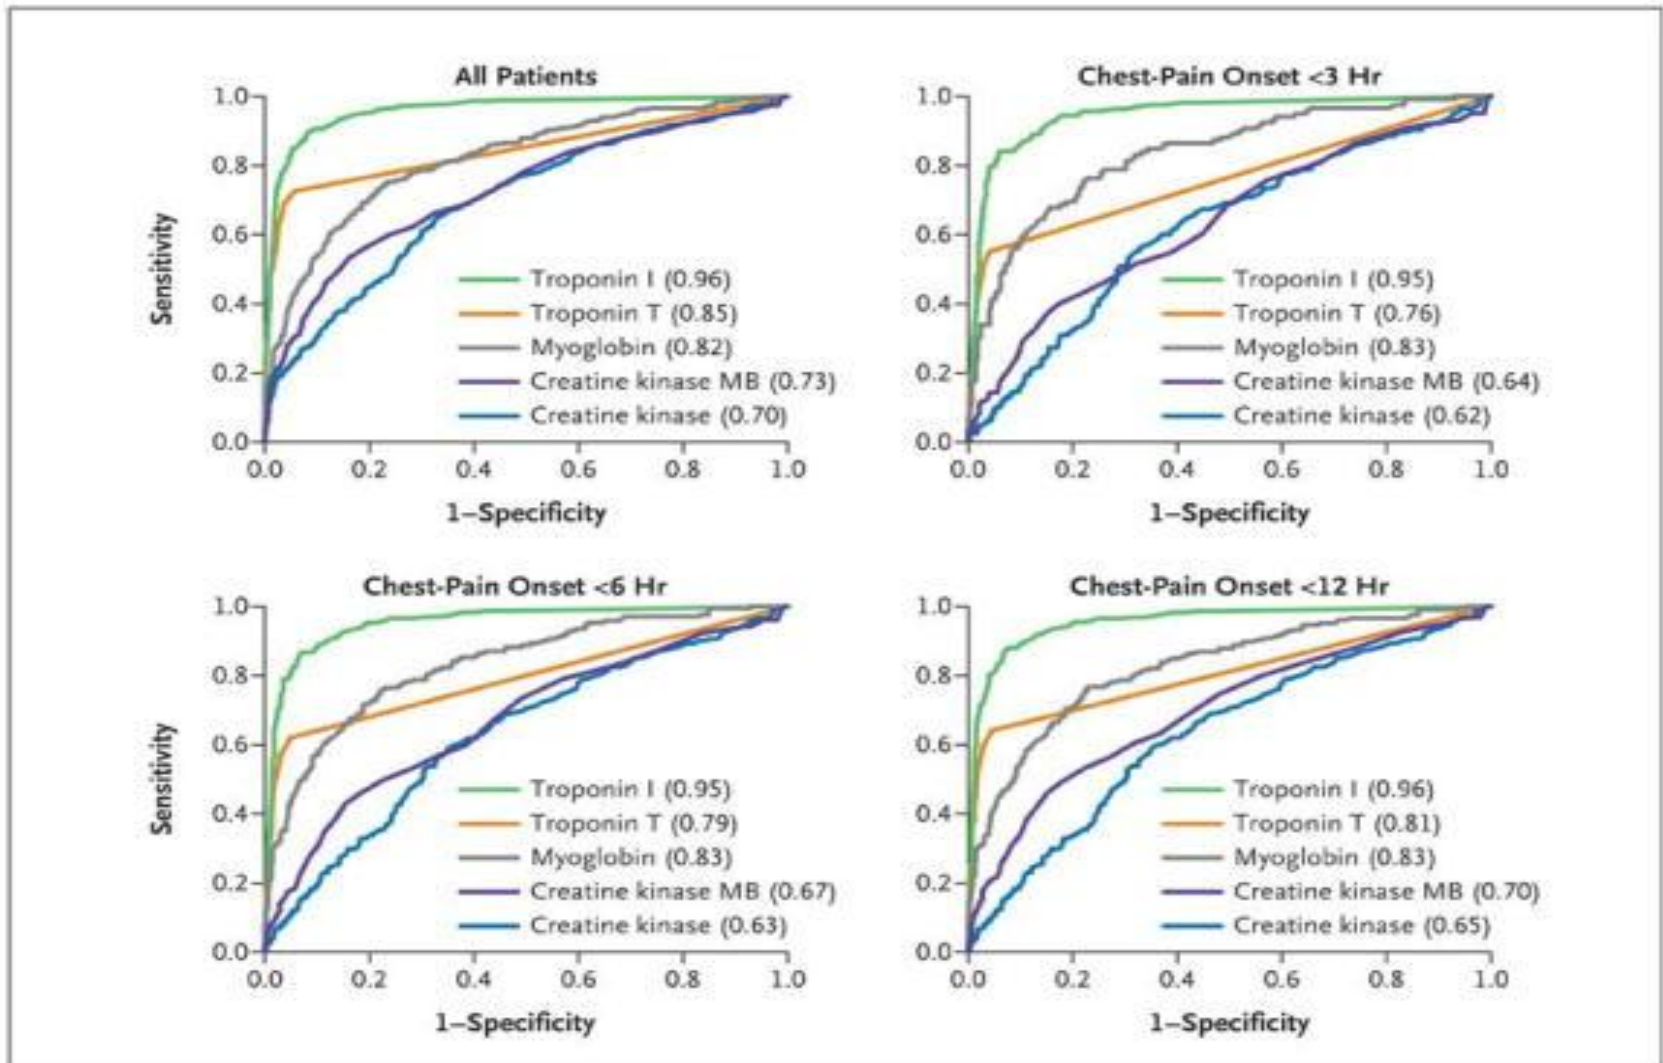 All Patients
1.0
0.8
0.6
0.4
0.2
0.0
Sensitivity
Troponin I (0.96)
Troponin T (0.85)
Myoglobin (0.82)
Creatine kinase MB (0.73)
Creatine kinase (0.70)
0.0 0.2 0.4 0.6 0.8 1.0
1–Specificity
Chest-Pain Onset <3 Hr
1.0
0.8
0.6
0.4
0.2
0.0
Troponin I (0.95)
Troponin T (0.76)
Myoglobin (0.83)
Creatine kinase MB (0.64)
Creatine kinase (0.62)
0.0 0.2 0.4 0.6 0.8 1.0
1–Specificity
Chest-Pain Onset <6 Hr
1.0
0.8
0.6
0.4
0.2
0.0
Sensitivity
Troponin I (0.95)
Troponin T (0.79)
Myoglobin (0.83)
Creatine kinase MB (0.67)
Creatine kinase (0.63)
0.0 0.2 0.4 0.6 0.8 1.0
1–Specificity
Chest-Pain Onset <12 Hr
1.0
0.8
0.6
0.4
0.2
0.0
Troponin I (0.96)
Troponin T (0.81)
Myoglobin (0.83)
Creatine kinase MB (0.70)
Creatine kinase (0.65)
0.0 0.2 0.4 0.6 0.8 1.0
1–Specificity